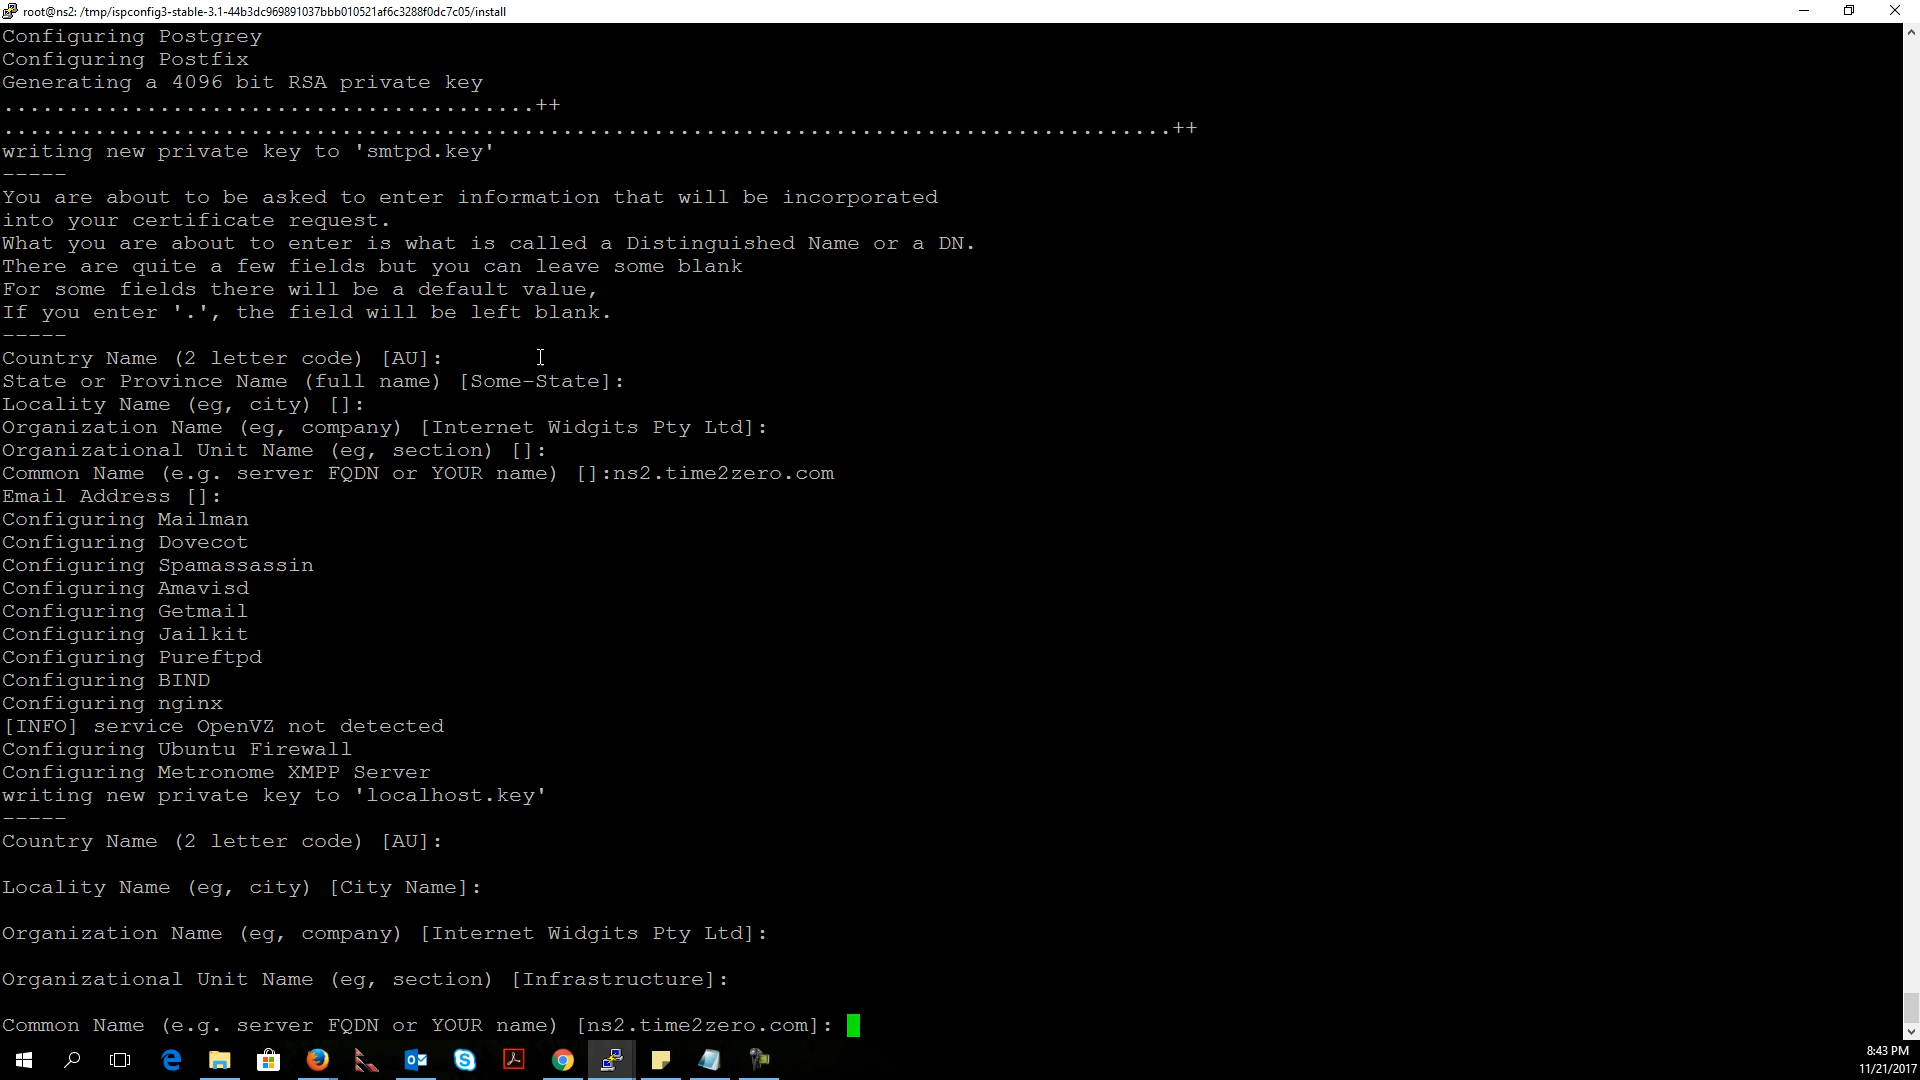 root@ns2: /tmp/ispconfig3-stable-3.1-44b3dc969891037bbb010521af6c3288f0dc7c05/install
Configuring Postgrey
Configuring Postfix
Generating a 4096 bit RSA private key
.........................................++
..........................................................................................++
writing new private key to 'smtpd.key'
-----
You are about to be asked to enter information that will be incorporated
into your certificate request.
What you are about to enter is what is called a Distinguished Name or a DN.
There are quite a few fields but you can leave some blank
For some fields there will be a default value,
If you enter '.', the field will be left blank.
-----
Country Name (2 letter code) [AU]:
State or Province Name (full name) [Some-State]:
Locality Name (eg, city) []:
Organization Name (eg, company) [Internet Widgits Pty Ltd]:
Organizational Unit Name (eg, section) []:
Common Name (e.g. server FQDN or YOUR name) []:ns2.time2zero.com
Email Address []:
Configuring Mailman
Configuring Dovecot
Configuring Spamassassin
Configuring Amavisd
Configuring Getmail
Configuring Jailkit
Configuring Pureftpd
Configuring BIND
Configuring nginx
[INFO] service OpenVZ not detected
Configuring Ubuntu Firewall
Configuring Metronome XMPP Server
writing new private key to 'localhost.key'
-----
Country Name (2 letter code) [AU]:
Locality Name (eg, city) [City Name]:
Organization Name (eg, company) [Internet Widgits Pty Ltd]:
Organizational Unit Name (eg, section) [Infrastructure]:
Common Name (e.g. server FQDN or YOUR name) [ns2.time2zero.com]:
8:43 PM
11/21/2017